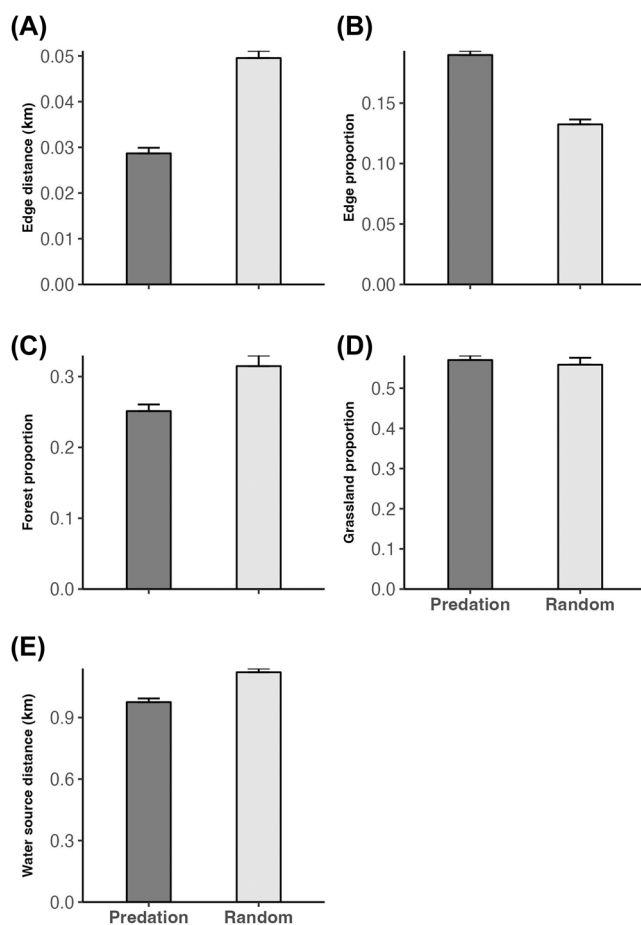 (A)
Edge distance (km)
0.05
0.04
0.03
0.02
0.01
0.00
(B)
Edge proportion
0.15
0.10
0.05
0.00
(C)
Forest proportion
0.3
0.2
0.1
0.0
(D)
Grassland proportion
0.5
0.4
0.3
0.2
0.1
0.0
Predation Random
(E)
Water source distance (km)
0.9
0.6
0.3
0.0
Predation Random